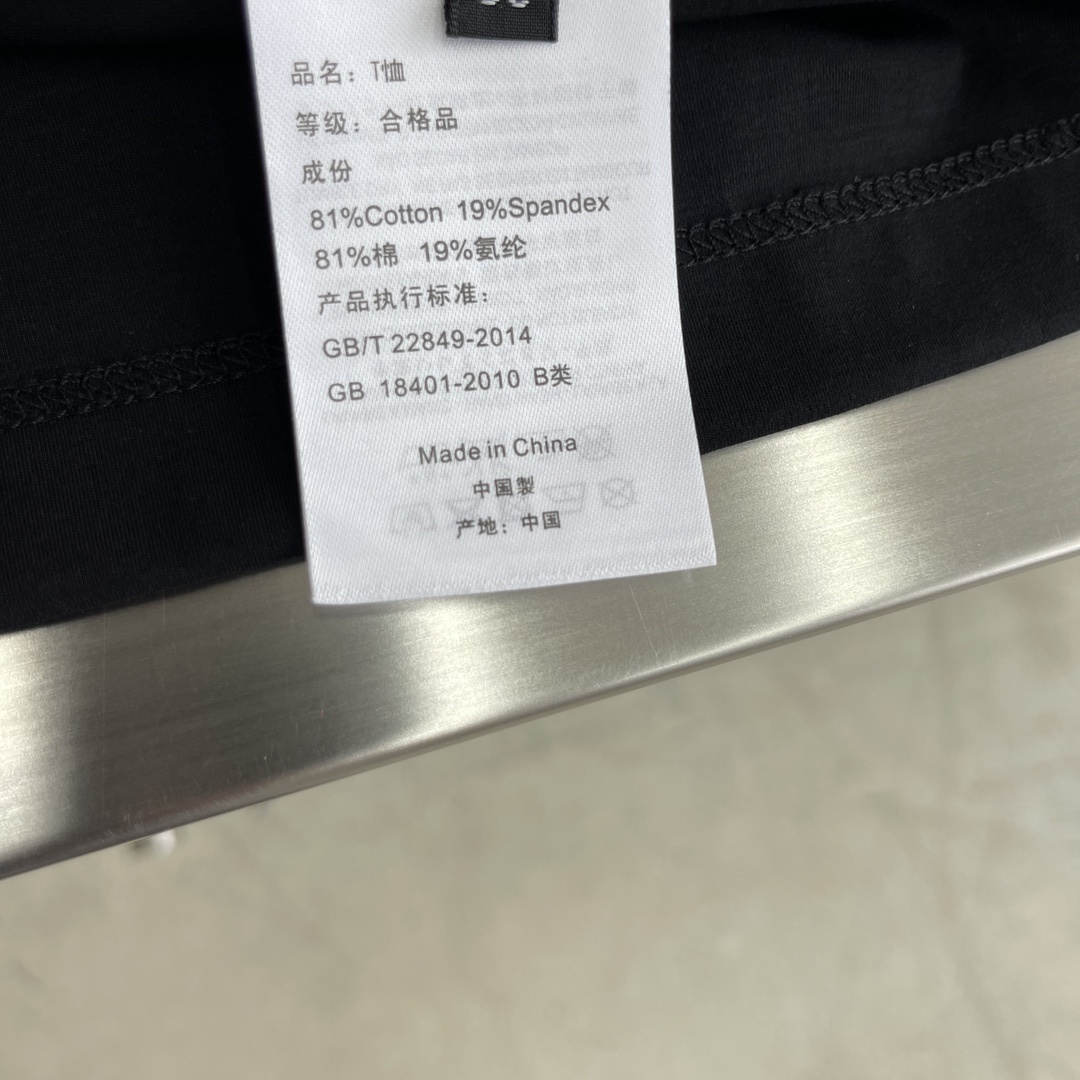 品名：T恤
等级：合格品
成份
81%Cotton 19%Spandex
81%棉 19%氨纶
产品执行标准：
GB/T 22849-2014
GB 18401-2010 B类
Made in China
中国製
产地：中国